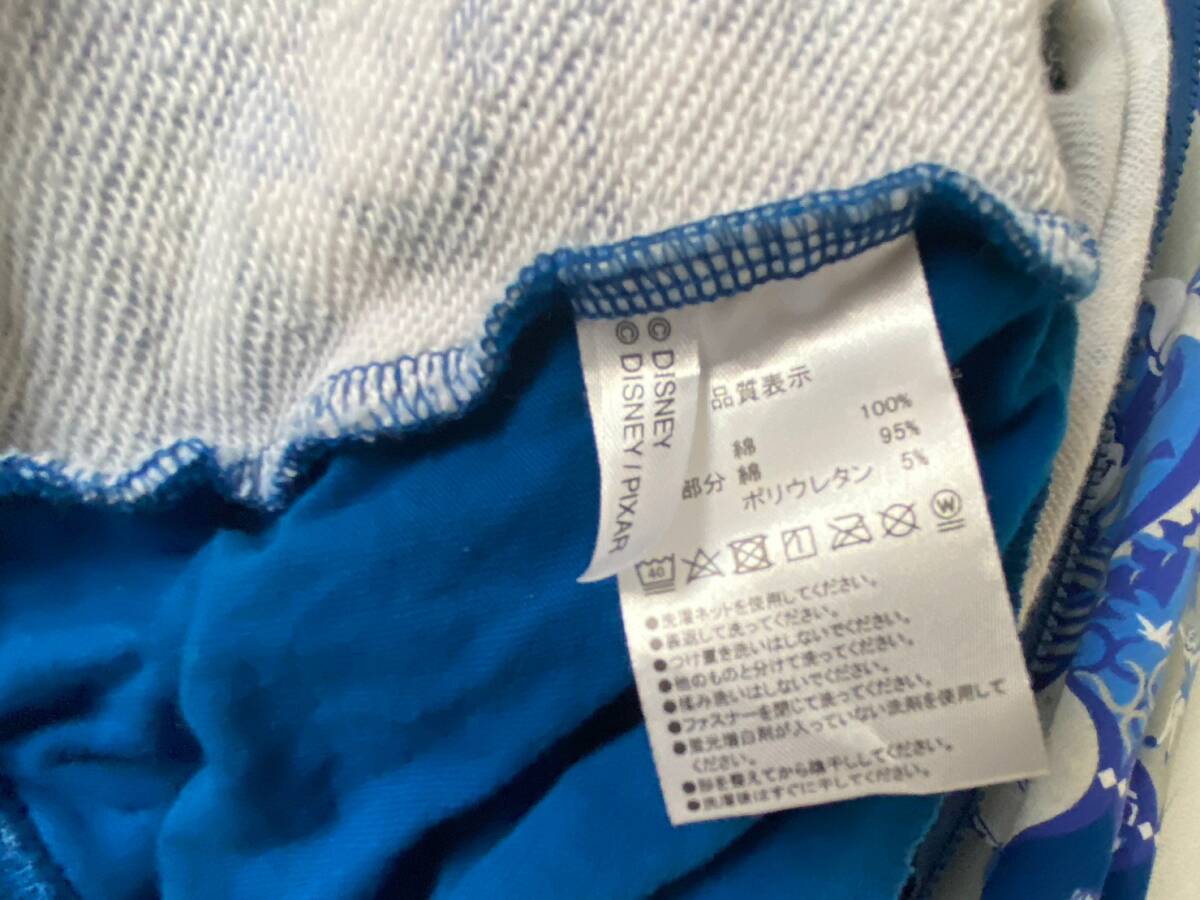 © DISNEY
© DISNEY/PIXAR
品質表示
綿 100%
部分 綿 95%
ポリウレタン 5%
40
W
●洗濯ネットを使用してください。
●裏返して洗ってください。
●つけ置き洗いはしないでください。
●他のものと分けて洗ってください。
●揉み洗いはしないでください。
●ファスナーを閉じて洗ってください。
●蛍光増白剤が入っていない洗剤を使用して
ください。
●形を整えてから陰干ししてください。
●洗濯後はすぐに干してください。